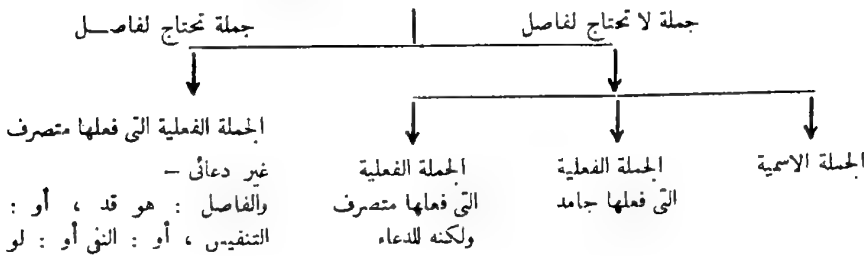 جملة لا تحتاج لفاصل
جملة تحتاج لفاصـــل
الجملة الاسمية
الجملة الفعلية
التى فعلها جامد
الجملة الفعلية
التى فعلها متصرف
ولكنه للدعاء
الجملة الفعلية التى فعلها متصرف
غير دعائى –
والفاصل : هو قد ، أو :
التنفيس ، أو : النفى أو : لو